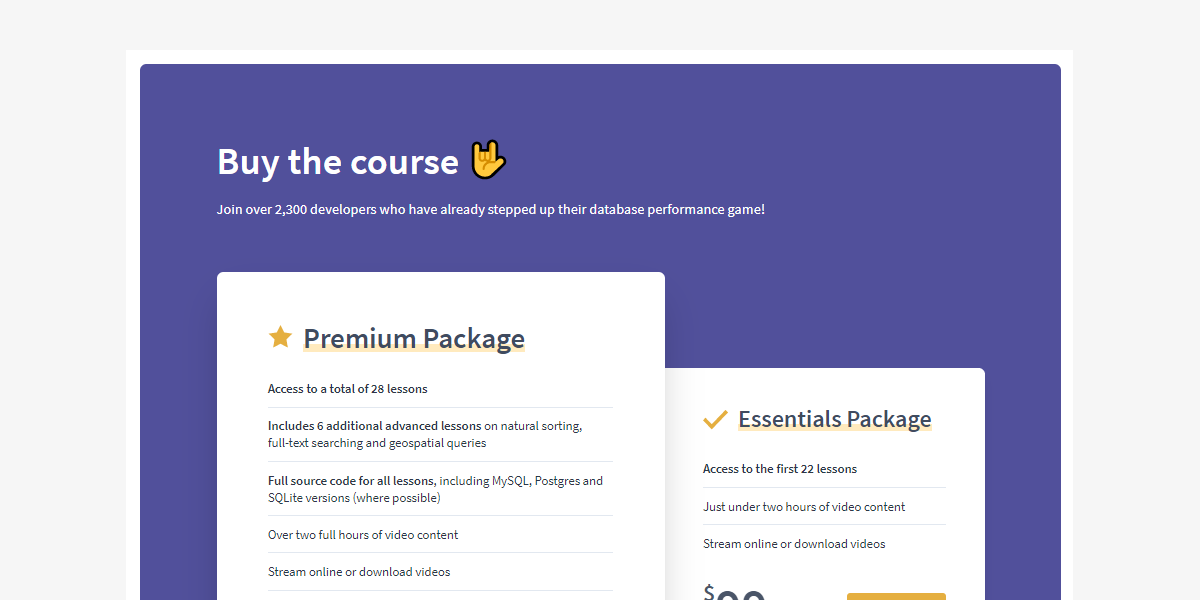 Buy the course 🤟
Join over 2,300 developers who have already stepped up their database performance game!
Premium Package
Access to a total of 28 lessons
Includes 6 additional advanced lessons on natural sorting,
full-text searching and geospatial queries
Full source code for all lessons, including MySQL, Postgres and
SQLite versions (where possible)
Over two full hours of video content
Stream online or download videos
Essentials Package
Access to the first 22 lessons
Just under two hours of video content
Stream online or download videos
$